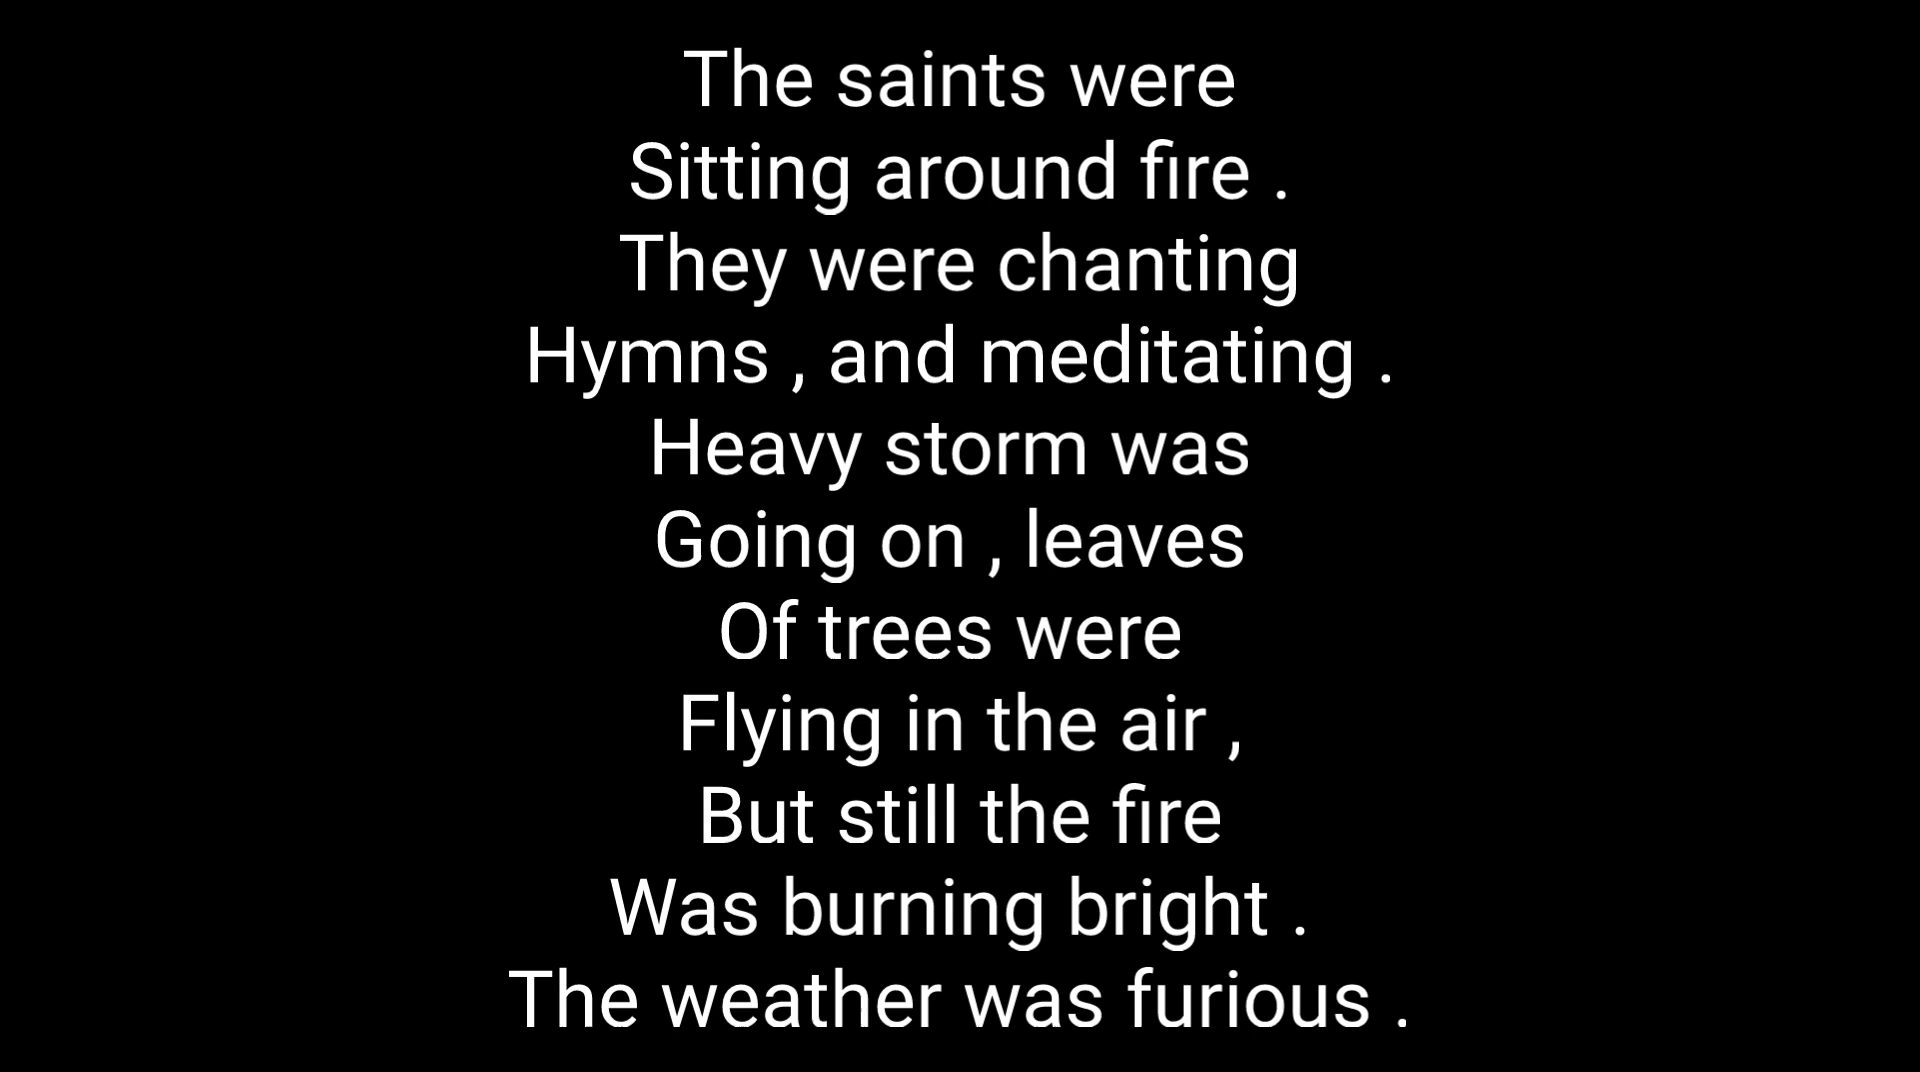 The saints were
Sitting around fire .
They were chanting
Hymns , and meditating .
Heavy storm was
Going on , leaves
Of trees were
Flying in the air ,
But still the fire
Was burning bright .
The weather was furious .